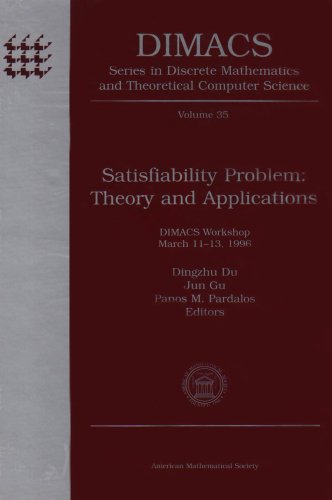 DIMACS
Series in Discrete Mathematics
and Theoretical Computer Science
Volume 35
Satisfiability Problem:
Theory and Applications
DIMACS Workshop
March 11–13, 1996
Dingzhu Du
Jun Gu
Panos M. Pardalos
Editors
American Mathematical Society